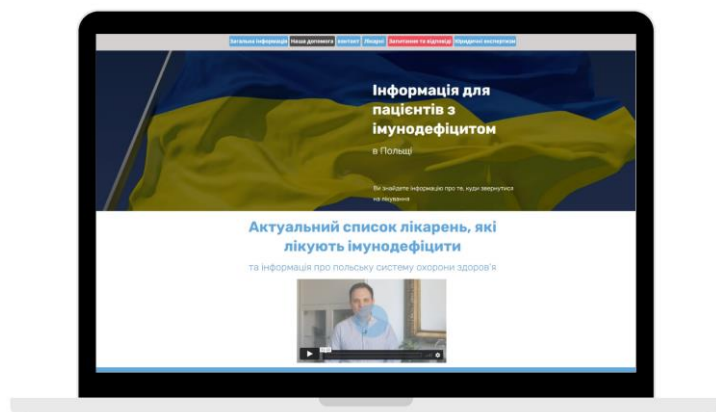 Загальна інформація Наша допомога контакт Лікарні Запитання та відповіді Юридичні експертизи
Інформація для
пацієнтів з
імунодефіцитом
в Польщі
Ви знайдете інформацію про те, куди звернутися
на лікування
Актуальний список лікарень, які
лікують імунодефіцити
та інформація про польську систему охорони здоров'я